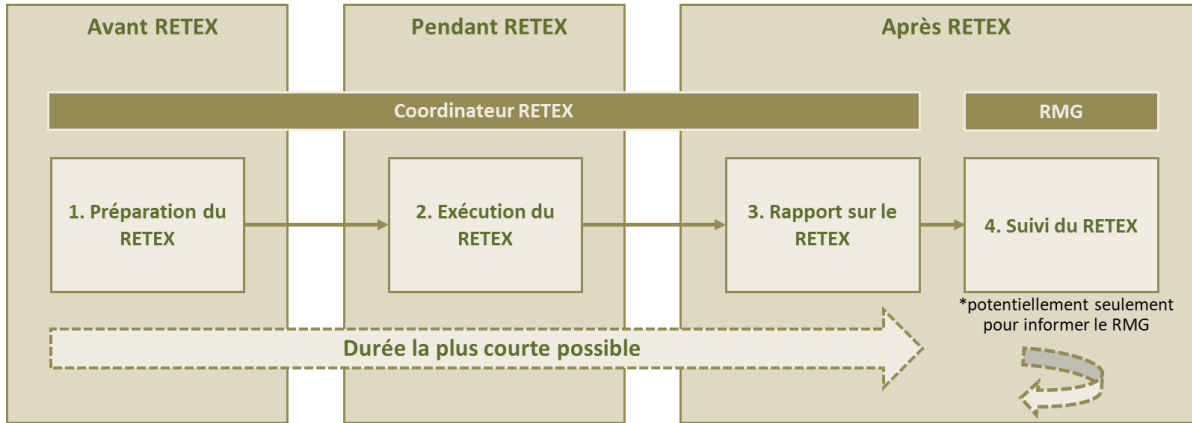 Avant RETEX
Pendant RETEX
Après RETEX
Coordinateur RETEX
RMG
1. Préparation du
RETEX
2. Exécution du
RETEX
3. Rapport sur le
RETEX
4. Suivi du RETEX
*potentiellement seulement
pour informer le RMG
Durée la plus courte possible